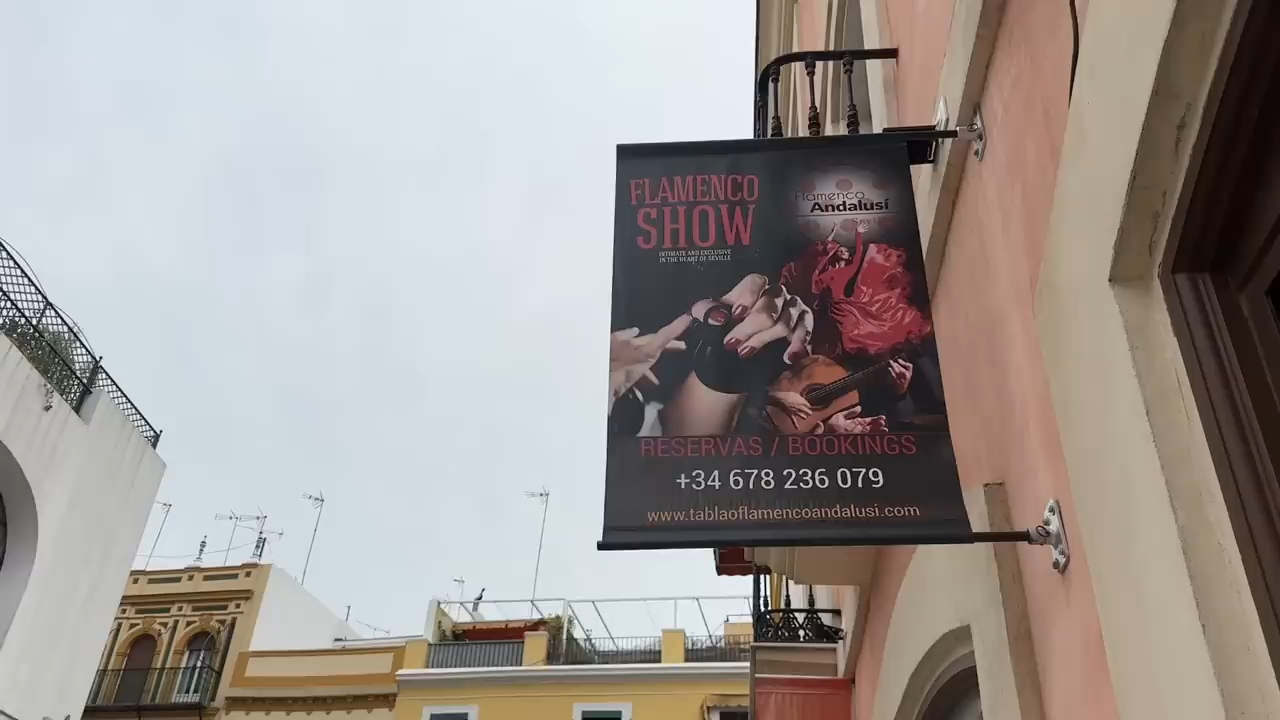 FLAMENCO
SHOW
INTIMATE AND EXCLUSIVE
IN THE HEART OF SEVILLE
Flamenco
Andalusí
RESERVAS / BOOKINGS
+34 678 236 079
www.tablaoflamencoandalusi.com